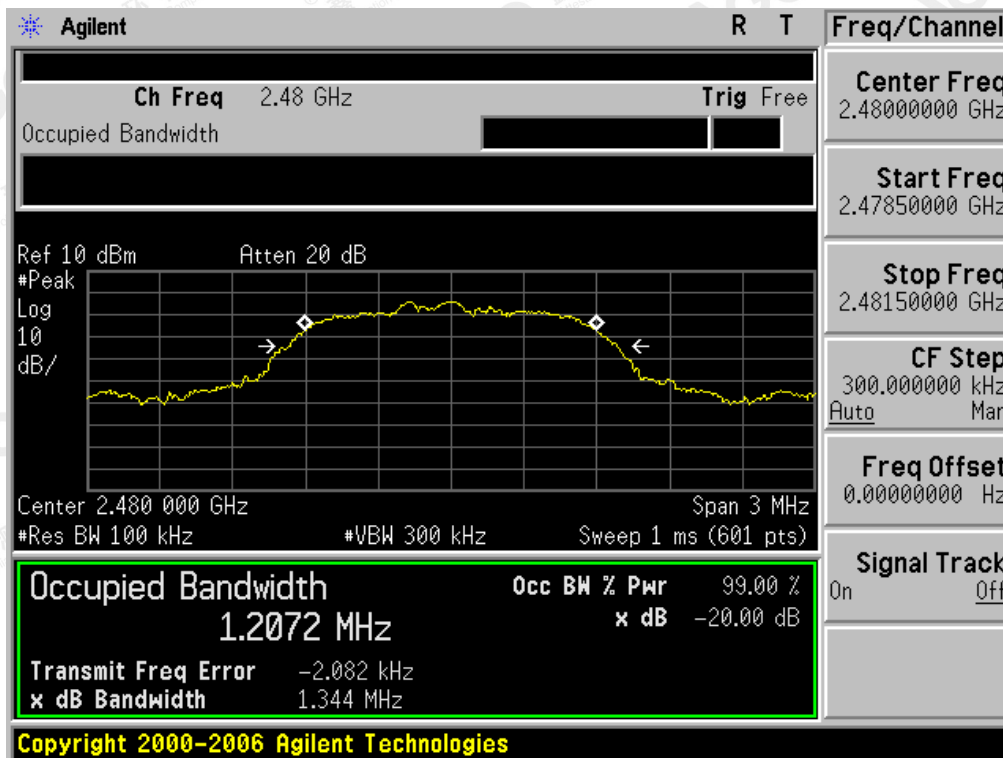 Agilent R T
Ch Freq 2.48 GHz Trig Free
Occupied Bandwidth
Ref 10 dBm Atten 20 dB
#Peak
Log
10
dB/
Center 2.480 000 GHz Span 3 MHz
#Res BW 100 kHz #VBW 300 kHz Sweep 1 ms (601 pts)
Occupied Bandwidth Occ BW % Pwr 99.00 %
1.2072 MHz x dB -20.00 dB
Transmit Freq Error -2.082 kHz
x dB Bandwidth 1.344 MHz
Copyright 2000-2006 Agilent Technologies
Freq/Channel
Center Freq
2.48000000 GHz
Start Freq
2.47850000 GHz
Stop Freq
2.48150000 GHz
CF Step
300.000000 kHz
Auto Man
Freq Offset
0.00000000 Hz
Signal Track
On Off